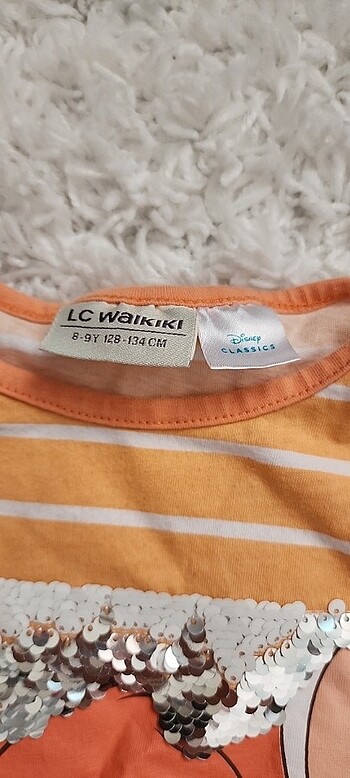 LC Waikiki
8-9Y 128-134 CM
Disney
CLASSICS